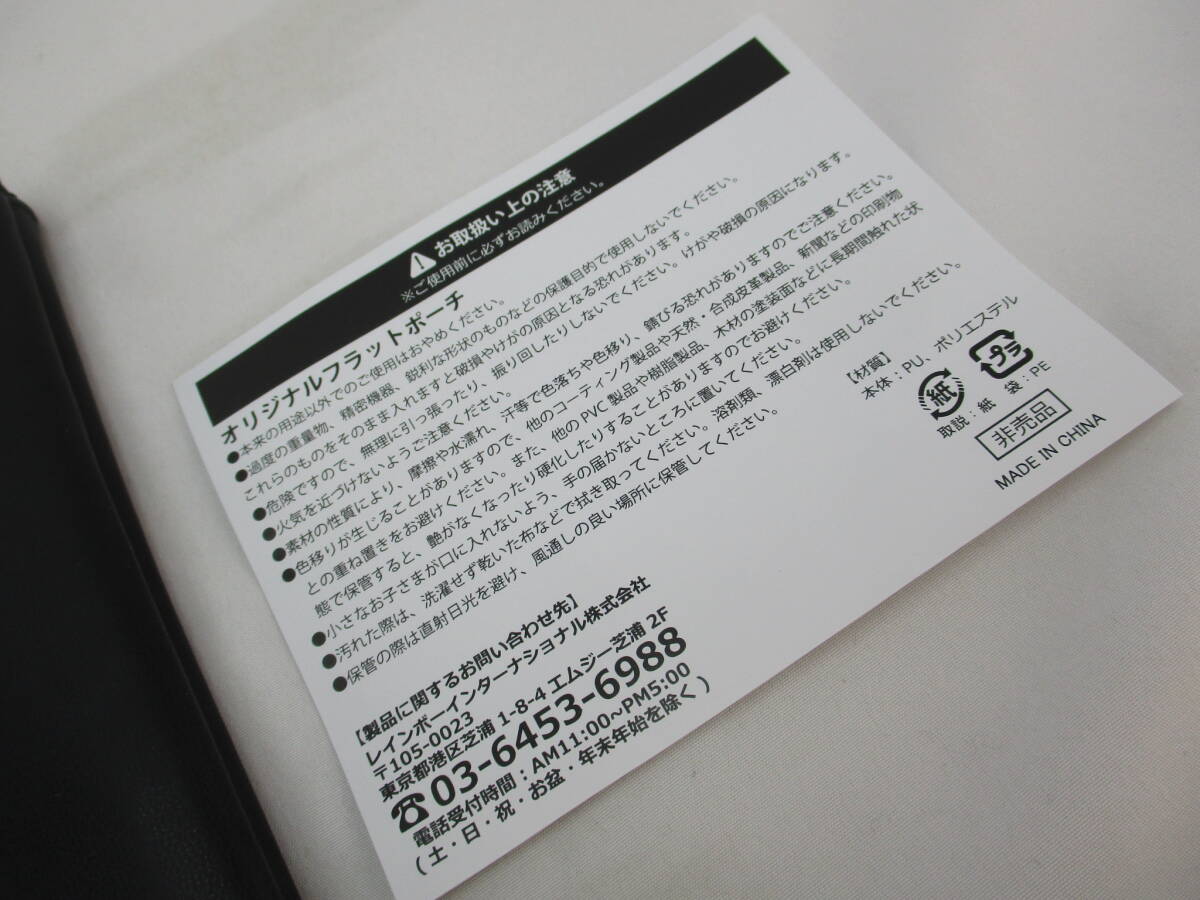 お取扱い上の注意
※ご使用前に必ずお読みください。
オリジナルフラットポーチ
●本来の用途以外でのご使用はおやめください。
●過度の重量物、精密機器、鋭利な形状のものなどの保護目的で使用しないでください。
これらのものをそのまま入れますと破損やけがの原因となる恐れがあります。
●危険ですので、無理に引っ張ったり、振り回したりしないでください。けがや破損の原因になります。
●火気を近づけないようご注意ください。
●素材の性質により、摩擦や水濡れ、汗等で色落ちや色移り、錆びる恐れがありますのでご注意ください。
●色移りが生じることがありますので、他のコーティング製品や天然・合成皮革製品、新聞などの印刷物
との重ね置きをお避けください。また、他のPVC製品や樹脂製品、木材の塗装面などに長期間触れた状
態で保管すると、艶がなくなったり硬化したりすることがありますのでお避けください。
●小さなお子さまが口に入れないよう、手の届かないところに置いてください。
●汚れた際は、洗濯せず乾いた布などで拭き取ってください。溶剤類、漂白剤は使用しないでください。
●保管の際は直射日光を避け、風通しの良い場所に保管してください。
【材質】
本体：PU、ポリエステル
紙
プラ
取説：紙 袋：PE
非売品
MADE IN CHINA
【製品に関するお問い合わせ先】
レインボーインターナショナル株式会社
〒105-0023
東京都港区芝浦 1-8-4 エムジー芝浦 2F
☎03-6453-6988
電話受付時間：AM11:00～PM5:00
(土・日・祝・お盆・年末年始を除く)